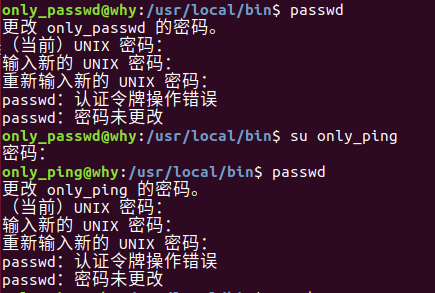 only_passwd@why:/usr/local/bin$ passwd
更改 only_passwd 的密码。
（当前）UNIX 密码：
输入新的 UNIX 密码：
重新输入新的 UNIX 密码：
passwd：认证令牌操作错误
passwd：密码未更改
only_passwd@why:/usr/local/bin$ su only_ping
密码：
only_ping@why:/usr/local/bin$ passwd
更改 only_ping 的密码。
（当前）UNIX 密码：
输入新的 UNIX 密码：
重新输入新的 UNIX 密码：
passwd：认证令牌操作错误
passwd：密码未更改